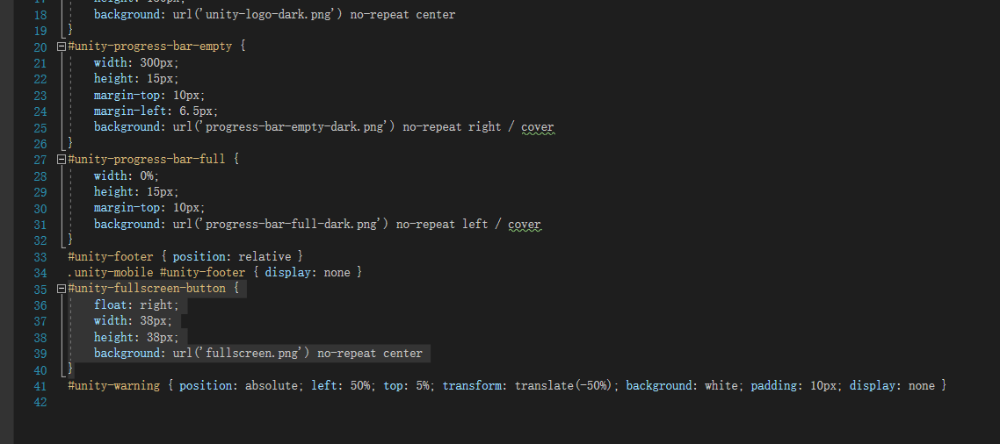 18 background: url('unity-logo-dark.png') no-repeat center
19 }
20 #unity-progress-bar-empty {
21 width: 300px;
22 height: 15px;
23 margin-top: 10px;
24 margin-left: 6.5px;
25 background: url('progress-bar-empty-dark.png') no-repeat right / cover
26 }
27 #unity-progress-bar-full {
28 width: 0%;
29 height: 15px;
30 margin-top: 10px;
31 background: url('progress-bar-full-dark.png') no-repeat left / cover
32 }
33 #unity-footer { position: relative }
34 .unity-mobile #unity-footer { display: none }
35 #unity-fullscreen-button {
36 float: right;
37 width: 38px;
38 height: 38px;
39 background: url('fullscreen.png') no-repeat center
40 }
41 #unity-warning { position: absolute; left: 50%; top: 5%; transform: translate(-50%); background: white; padding: 10px; display: none }
42